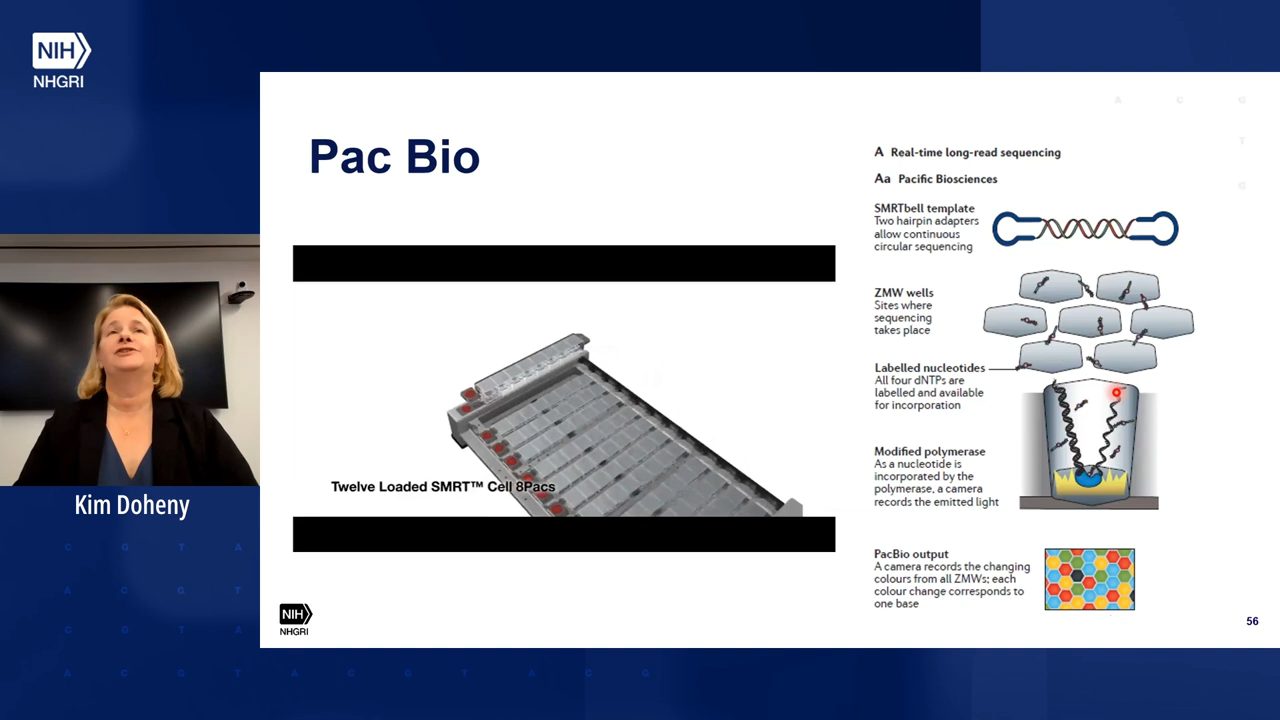 NIH
NHGRI
Pac Bio
A Real-time long-read sequencing
Aa Pacific Biosciences
SMRTbell template
Two hairpin adapters
allow continuous
circular sequencing
ZMW wells
Sites where
sequencing
takes place
Labelled nucleotides
All four dNTPs are
labelled and available
for incorporation
Modified polymerase
As a nucleotide is
incorporated by the
polymerase, a camera
records the emitted light
PacBio output
A camera records the changing
colours from all ZMWs; each
colour change corresponds to
one base
Twelve Loaded SMRT™ Cell 8Pacs
Kim Doheny
NIH
NHGRI
56
A C G
T
G
C G T A
A C G T
C G T A
A C G T A C G T A C G